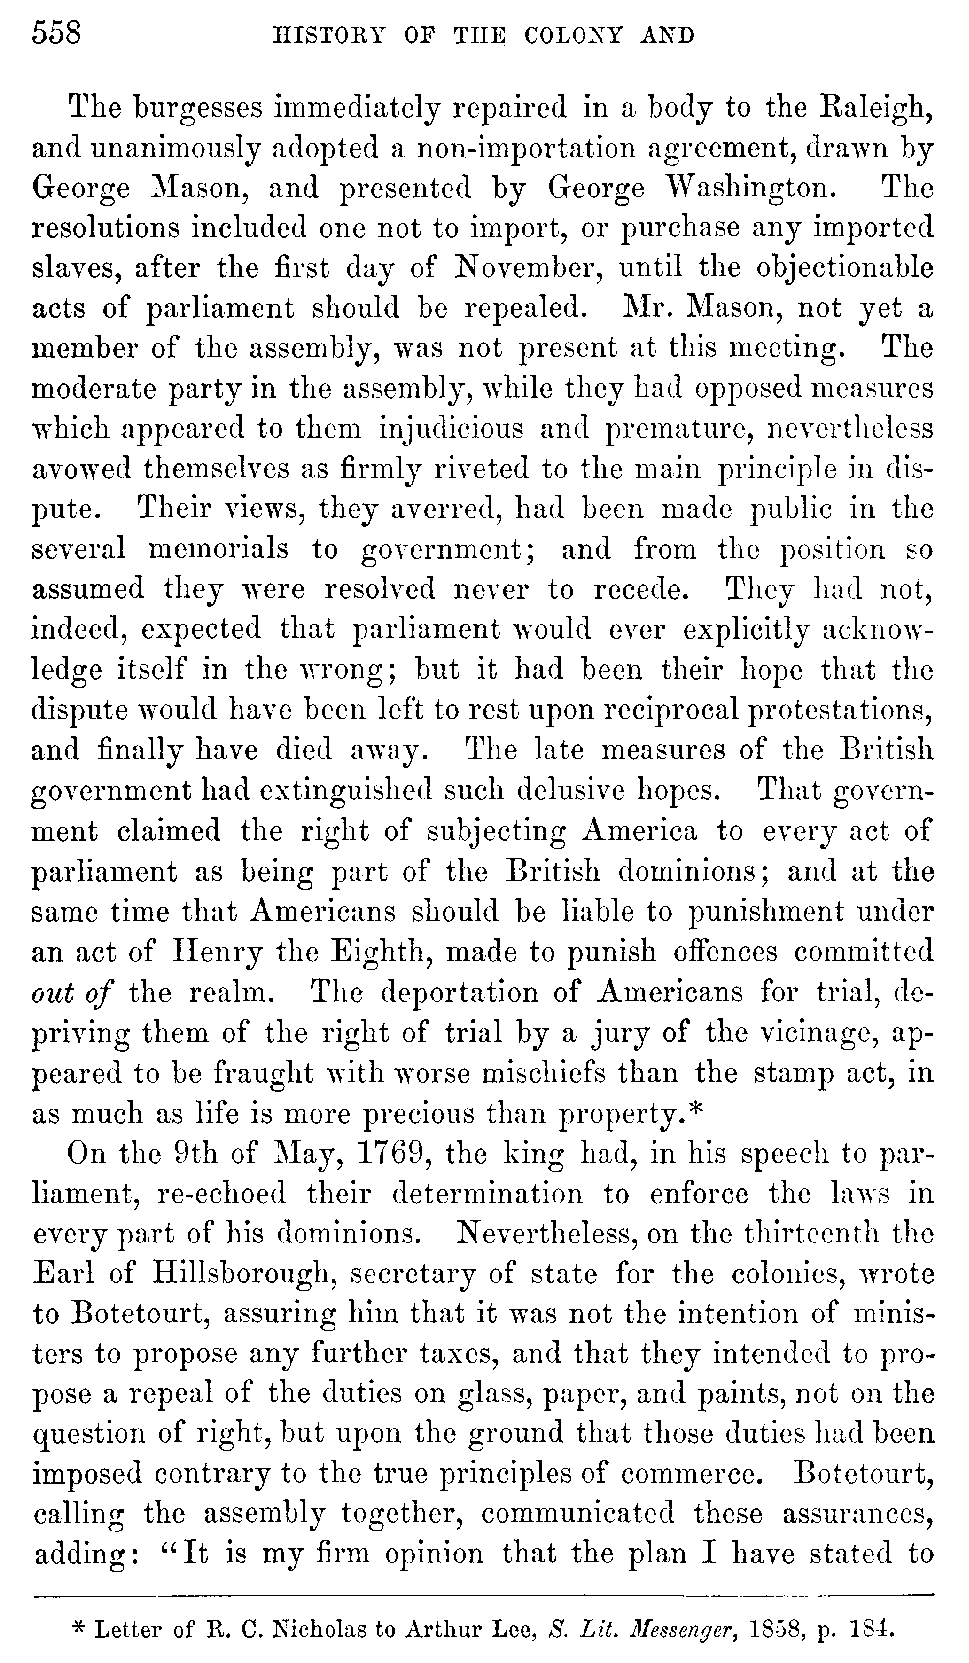 558 HISTORY OF THE COLONY AND
The burgesses immediately repaired in a body to the Raleigh,
and unanimously adopted a non-importation agreement, drawn by
George Mason, and presented by George Washington. The
resolutions included one not to import, or purchase any imported
slaves, after the first day of November, until the objectionable
acts of parliament should be repealed. Mr. Mason, not yet a
member of the assembly, was not present at this meeting. The
moderate party in the assembly, while they had opposed measures
which appeared to them injudicious and premature, nevertheless
avowed themselves as firmly riveted to the main principle in dis-
pute. Their views, they averred, had been made public in the
several memorials to government; and from the position so
assumed they were resolved never to recede. They had not,
indeed, expected that parliament would ever explicitly acknow-
ledge itself in the wrong; but it had been their hope that the
dispute would have been left to rest upon reciprocal protestations,
and finally have died away. The late measures of the British
government had extinguished such delusive hopes. That govern-
ment claimed the right of subjecting America to every act of
parliament as being part of the British dominions; and at the
same time that Americans should be liable to punishment under
an act of Henry the Eighth, made to punish offences committed
out of the realm. The deportation of Americans for trial, de-
priving them of the right of trial by a jury of the vicinage, ap-
peared to be fraught with worse mischiefs than the stamp act, in
as much as life is more precious than property.*
On the 9th of May, 1769, the king had, in his speech to par-
liament, re-echoed their determination to enforce the laws in
every part of his dominions. Nevertheless, on the thirteenth the
Earl of Hillsborough, secretary of state for the colonies, wrote
to Botetourt, assuring him that it was not the intention of minis-
ters to propose any further taxes, and that they intended to pro-
pose a repeal of the duties on glass, paper, and paints, not on the
question of right, but upon the ground that those duties had been
imposed contrary to the true principles of commerce. Botetourt,
calling the assembly together, communicated these assurances,
adding: "It is my firm opinion that the plan I have stated to
* Letter of R. C. Nicholas to Arthur Lee, S. Lit. Messenger, 1858, p. 184.